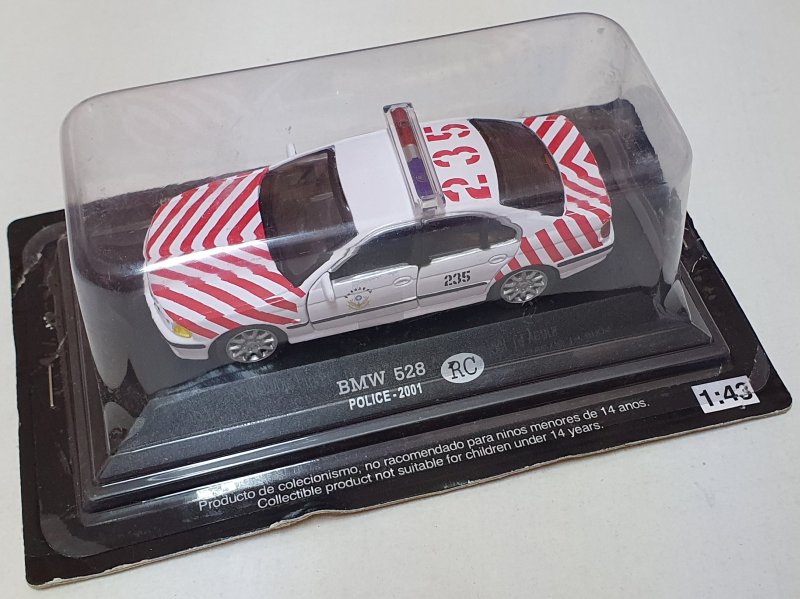 235
235
BMW 528 RC
POLICE - 2001
1:43
Producto de colecionismo, no recomendado para ninos menores de 14 anos.
Collectible product not suitable for children under 14 years.